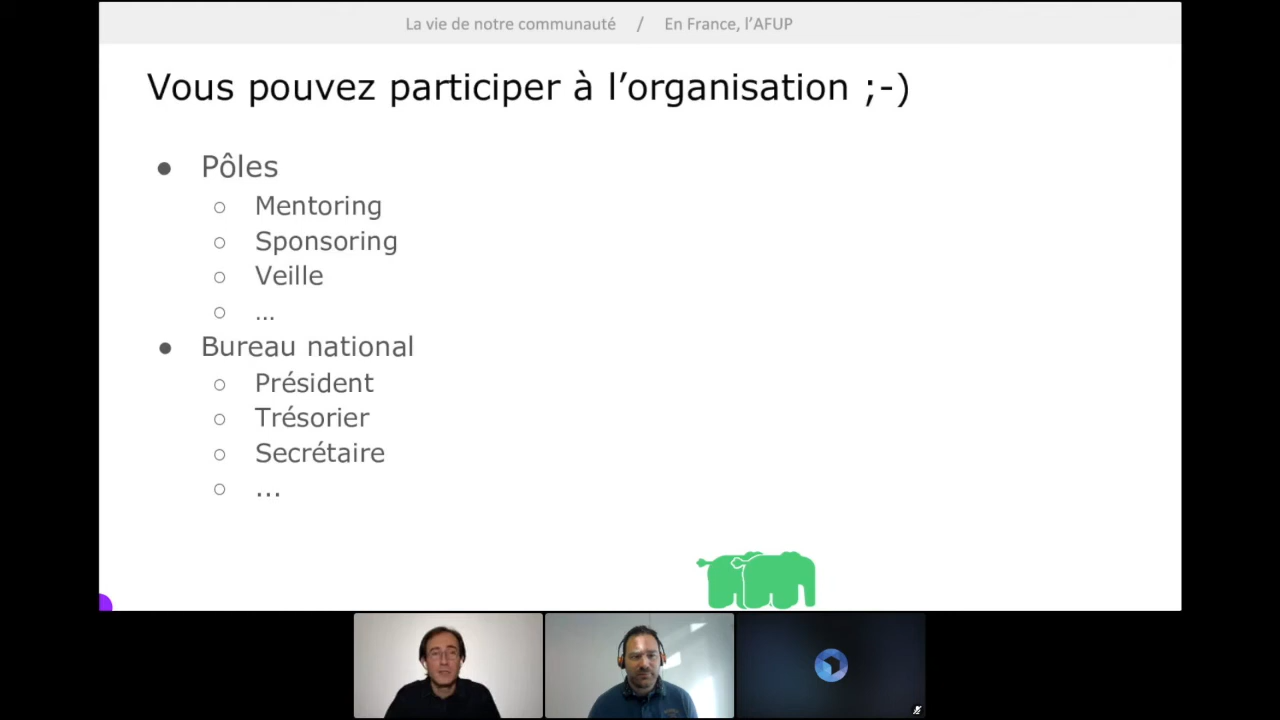 La vie de notre communauté / En France, l’AFUP
Vous pouvez participer à l’organisation ;-)
● Pôles
○ Mentoring
○ Sponsoring
○ Veille
○ …
● Bureau national
○ Président
○ Trésorier
○ Secrétaire
○ ...